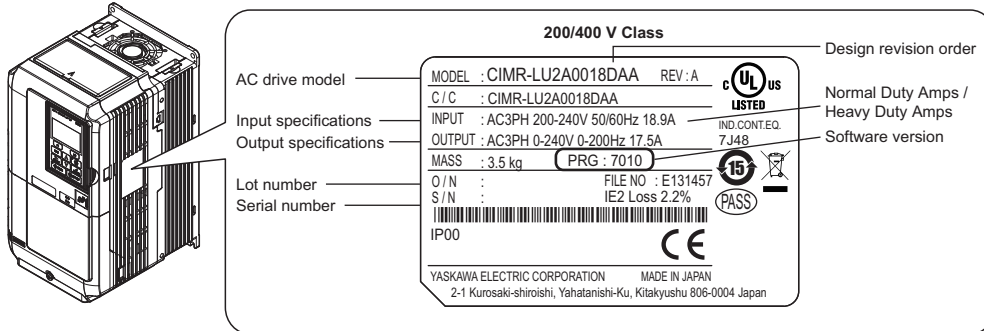 200/400 V Class
Design revision order
AC drive model
MODEL : CIMR-LU2A0018DAA REV : A
C / C : CIMR-LU2A0018DAA
Input specifications
INPUT : AC3PH 200-240V 50/60Hz 18.9A
Normal Duty Amps /
Heavy Duty Amps
Output specifications
OUTPUT : AC3PH 0-240V 0-200Hz 17.5A
MASS : 3.5 kg PRG : 7010
Software version
Lot number
O / N : FILE NO : E131457
Serial number
S / N : IE2 Loss 2.2%
IP00
C UL US
LISTED
IND.CONT.EQ.
7J48
15
PASS
CE
YASKAWA ELECTRIC CORPORATION MADE IN JAPAN
2-1 Kurosaki-shiroishi, Yahatanishi-Ku, Kitakyushu 806-0004 Japan